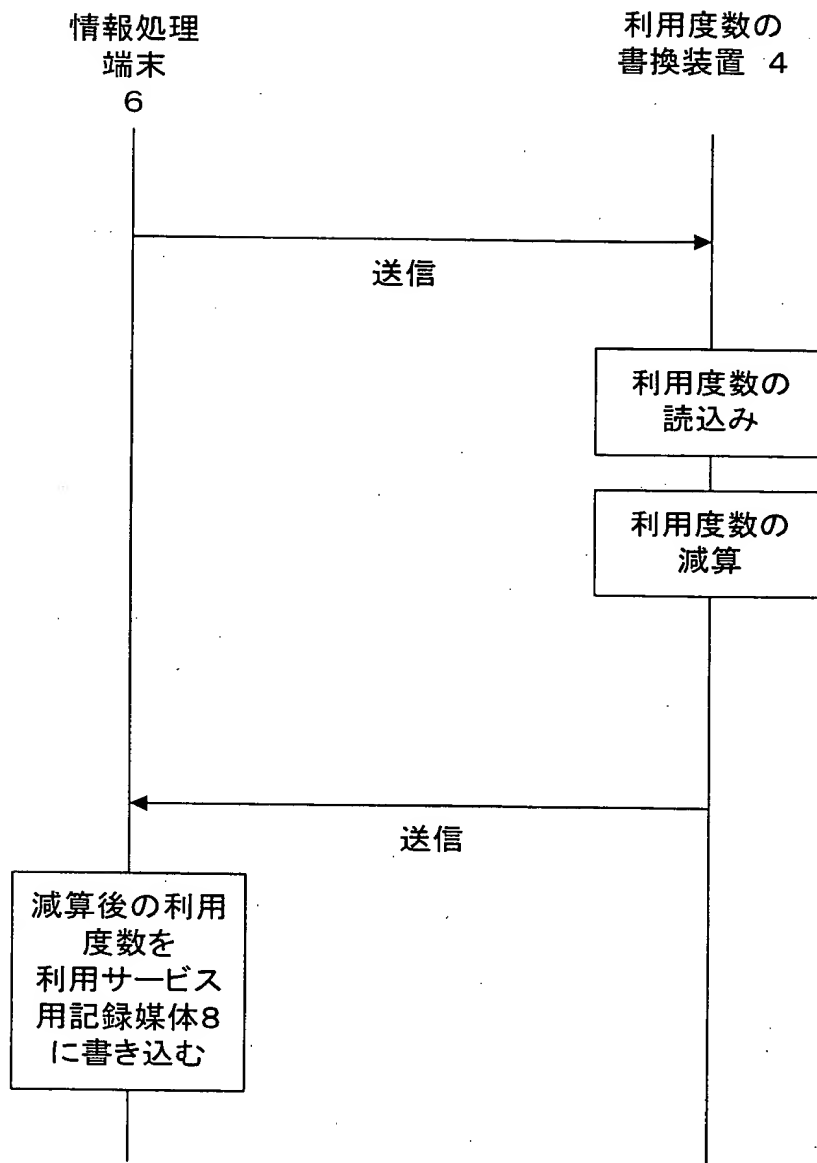 情報処理
端末
6
利用度数の
書換装置 4
送信
利用度数の
読込み
利用度数の
減算
送信
減算後の利用
度数を
利用サービス
用記録媒体8
に書き込む